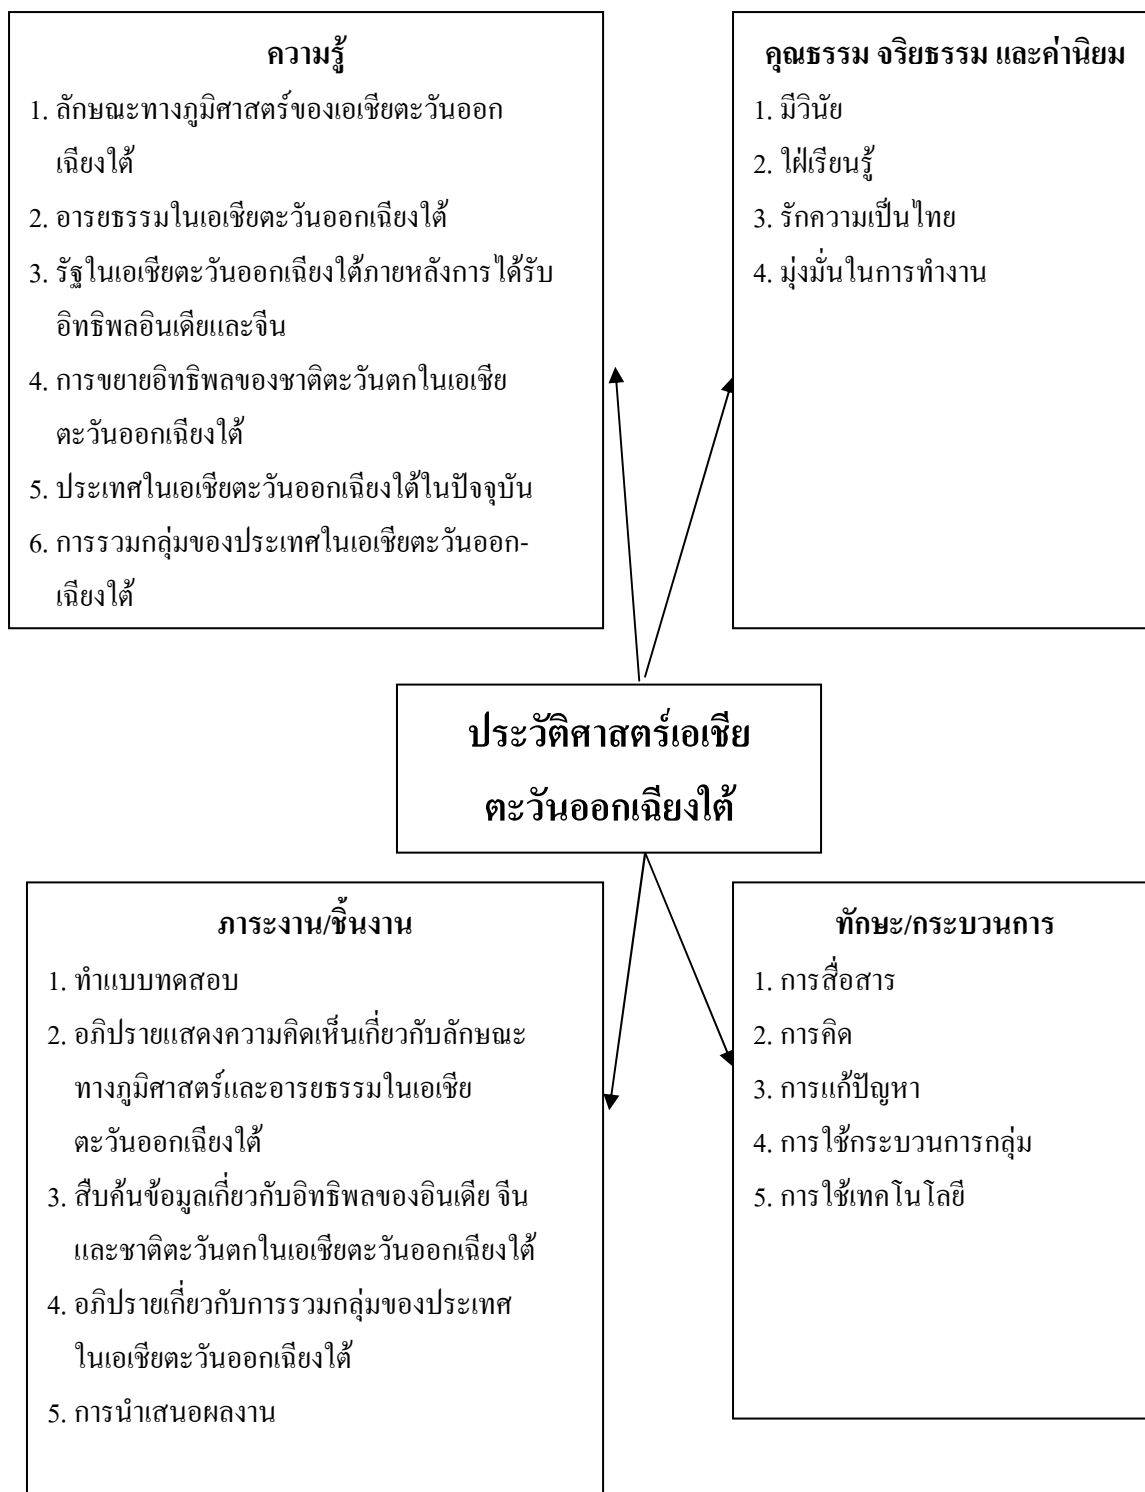 ความรู้
1. ลักษณะทางภูมิศาสตร์ของเอเชียตะวันออก
เฉียงใต้
2. อารยธรรมในเอเชียตะวันออกเฉียงใต้
3. รัฐในเอเชียตะวันออกเฉียงใต้ภายหลังการได้รับ
อิทธิพลอินเดียและจีน
4. การขยายอิทธิพลของชาติตะวันตกในเอเชีย
ตะวันออกเฉียงใต้
5. ประเทศในเอเชียตะวันออกเฉียงใต้ในปัจจุบัน
6. การรวมกลุ่มของประเทศในเอเชียตะวันออก-
เฉียงใต้
คุณธรรม จริยธรรม และค่านิยม
1. มีวินัย
2. ใฝ่เรียนรู้
3. รักความเป็นไทย
4. มุ่งมั่นในการทำงาน
ประวัติศาสตร์เอเชีย
ตะวันออกเฉียงใต้
ภาระงาน/ชิ้นงาน
1. ทำแบบทดสอบ
2. อภิปรายแสดงความคิดเห็นเกี่ยวกับลักษณะ
ทางภูมิศาสตร์และอารยธรรมในเอเชีย
ตะวันออกเฉียงใต้
3. สืบค้นข้อมูลเกี่ยวกับอิทธิพลของอินเดีย จีน
และชาติตะวันตกในเอเชียตะวันออกเฉียงใต้
4. อภิปรายเกี่ยวกับการรวมกลุ่มของประเทศ
ในเอเชียตะวันออกเฉียงใต้
5. การนำเสนอผลงาน
ทักษะ/กระบวนการ
1. การสื่อสาร
2. การคิด
3. การแก้ปัญหา
4. การใช้กระบวนการกลุ่ม
5. การใช้เทคโนโลยี